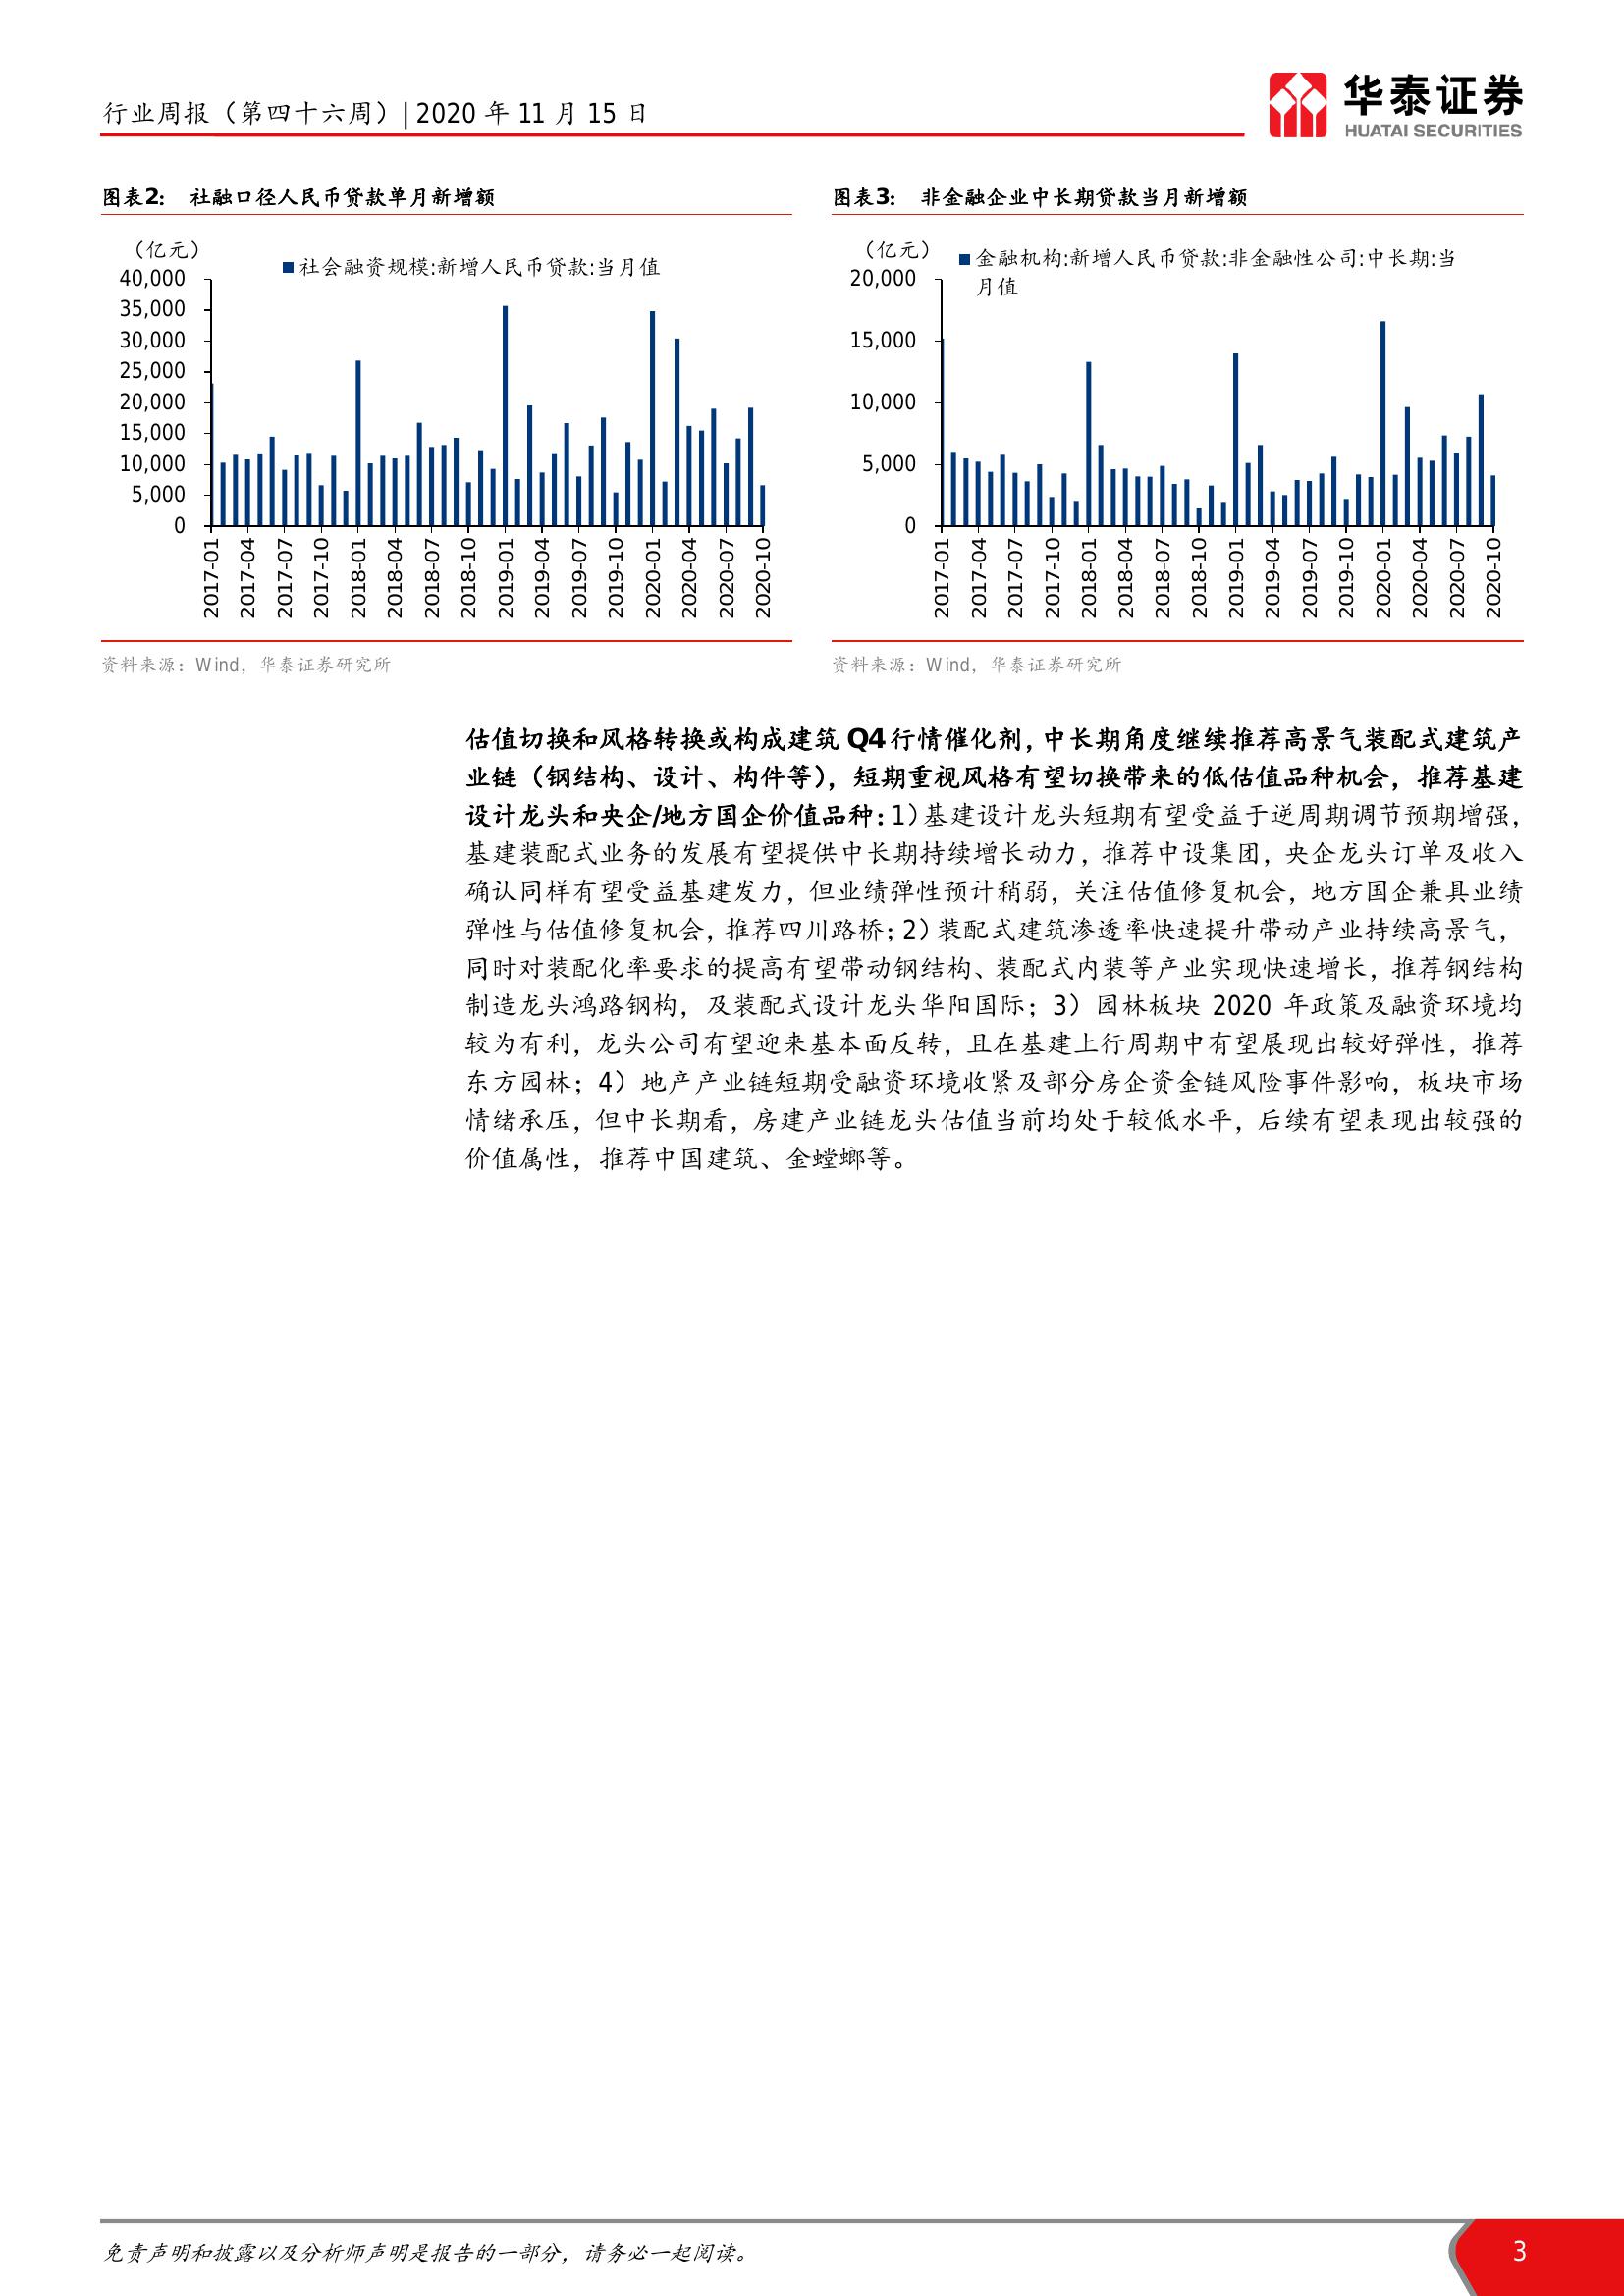 行业周报（第四十六周）| 2020 年 11 月 15 日
华泰证券
HUATAI SECURITIES
图表2： 社融口径人民币贷款单月新增额
（亿元）
社会融资规模:新增人民币贷款:当月值
40,000
35,000
30,000
25,000
20,000
15,000
10,000
5,000
0
2017-01
2017-04
2017-07
2017-10
2018-01
2018-04
2018-07
2018-10
2019-01
2019-04
2019-07
2019-10
2020-01
2020-04
2020-07
2020-10
资料来源：Wind，华泰证券研究所
图表3： 非金融企业中长期贷款当月新增额
（亿元）
金融机构:新增人民币贷款:非金融性公司:中长期:当
月值
20,000
15,000
10,000
5,000
0
2017-01
2017-04
2017-07
2017-10
2018-01
2018-04
2018-07
2018-10
2019-01
2019-04
2019-07
2019-10
2020-01
2020-04
2020-07
2020-10
资料来源：Wind，华泰证券研究所
估值切换和风格转换或构成建筑 Q4 行情催化剂，中长期角度继续推荐高景气装配式建筑产
业链（钢结构、设计、构件等），短期重视风格有望切换带来的低估值品种机会，推荐基建
设计龙头和央企/地方国企价值品种：1）基建设计龙头短期有望受益于逆周期调节预期增强，
基建装配式业务的发展有望提供中长期持续增长动力，推荐中设集团，央企龙头订单及收入
确认同样有望受益基建发力，但业绩弹性预计稍弱，关注估值修复机会，地方国企兼具业绩
弹性与估值修复机会，推荐四川路桥；2）装配式建筑渗透率快速提升带动产业持续高景气，
同时对装配化率要求的提高有望带动钢结构、装配式内装等产业实现快速增长，推荐钢结构
制造龙头鸿路钢构，及装配式设计龙头华阳国际；3）园林板块 2020 年政策及融资环境均
较为有利，龙头公司有望迎来基本面反转，且在基建上行周期中有望展现出较好弹性，推荐
东方园林；4）地产产业链短期受融资环境收紧及部分房企资金链风险事件影响，板块市场
情绪承压，但中长期看，房建产业链龙头估值当前均处于较低水平，后续有望表现出较强的
价值属性，推荐中国建筑、金螳螂等。
免责声明和披露以及分析师声明是报告的一部分，请务必一起阅读。
3